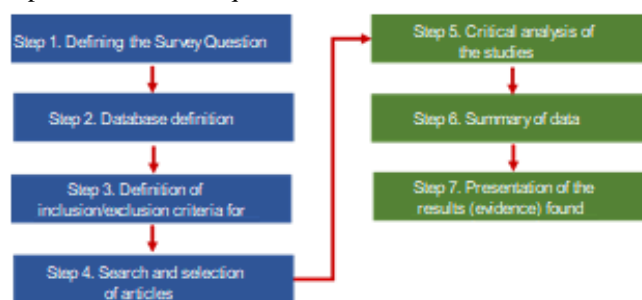 Step 1. Defining the Survey Question
Step 2. Database definition
Step 3. Definition of
inclusion/exclusion criteria for
Step 4. Search and selection
of articles
Step 5. Critical analysis of
the studies
Step 6. Summary of data
Step 7. Presentation of the
results (evidence) found